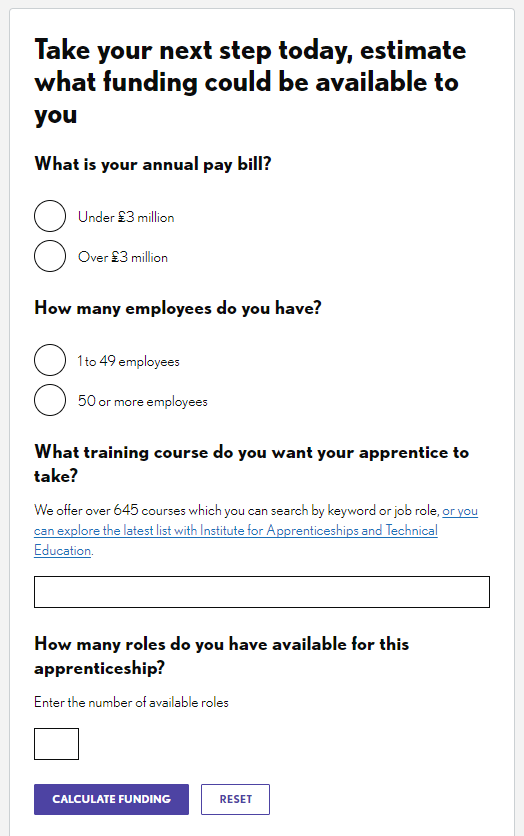 Take your next step today, estimate
what funding could be available to
you
What is your annual pay bill?
Under £3 million
Over £3 million
How many employees do you have?
1 to 49 employees
50 or more employees
What training course do you want your apprentice to
take?
We offer over 645 courses which you can search by keyword or job role, or you
can explore the latest list with Institute for Apprenticeships and Technical
Education.
How many roles do you have available for this
apprenticeship?
Enter the number of available roles
CALCULATE FUNDING
RESET